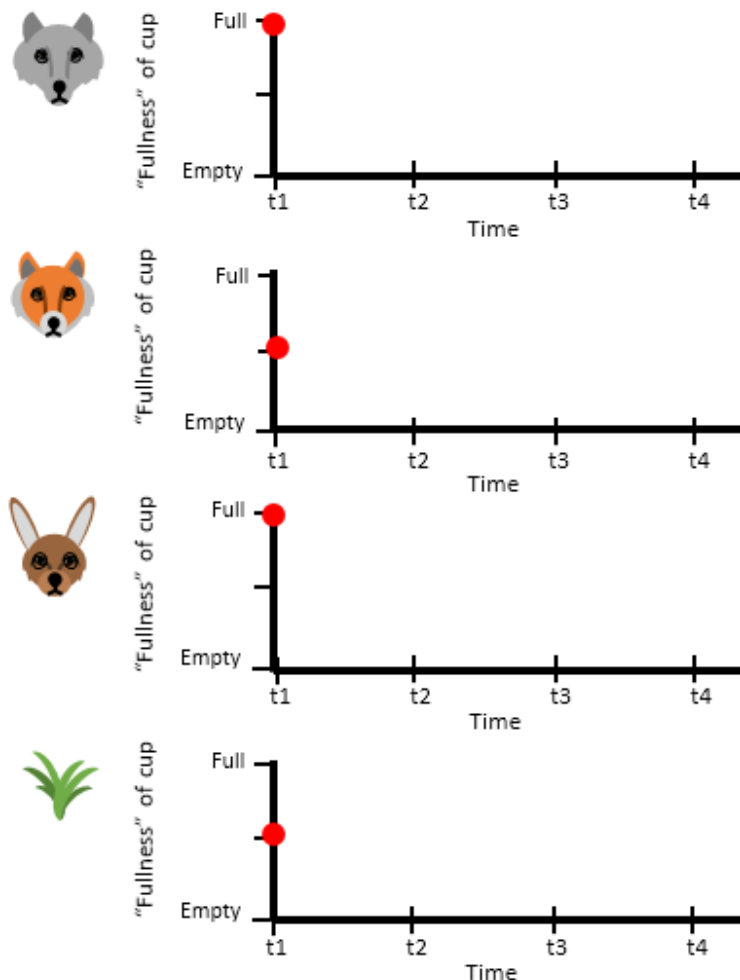 Full
"Fullness" of cup
Empty
t1 t2 t3 t4
Time
Full
"Fullness" of cup
Empty
t1 t2 t3 t4
Time
Full
"Fullness" of cup
Empty
t1 t2 t3 t4
Time
Full
"Fullness" of cup
Empty
t1 t2 t3 t4
Time